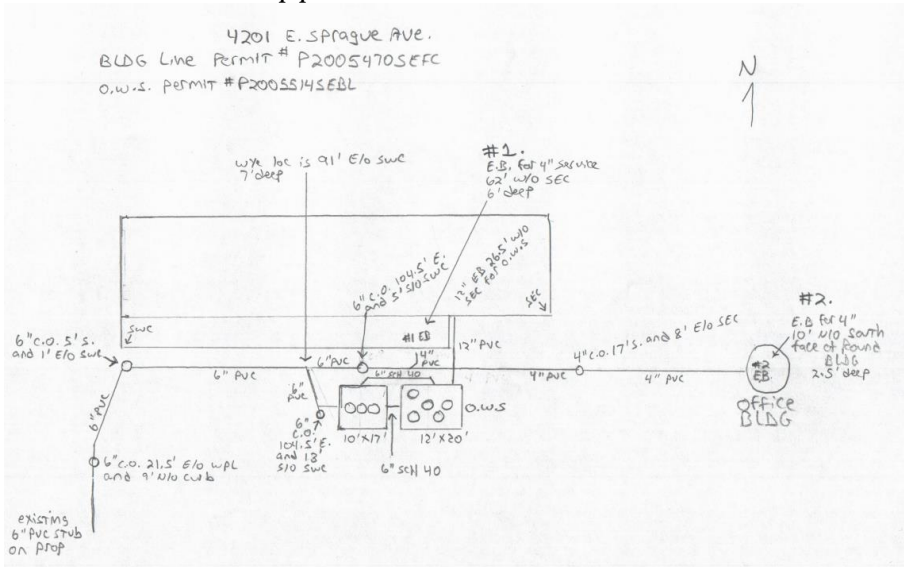 4201 E. Sprague Ave.
BLDG Line Permit # P2005470SEFC
O.W.S. Permit # P2005514SEBL
N
wye loc is 91' E/o SWC
7' deep
#1.
E.B. for 4" service
62' w/o SEC
6' deep
6" C.O. 104.5' E.
and 5' S/O SWC
12" E.B. 26.5' w/o
SEC for O.W.S
SEC
#2.
E.B for 4"
10' N/O South
face of Round
BLDG
2.5' deep
SWC
6" C.O. 5' S.
and 1' E/o SWC
#1 EB
12" PVC
4" C.O. 17' S. and 8' E/o SEC
6" PVC
6" PVC
4" PVC
6" SCH 40
4" PVC
4" PVC
#2
EB.
Office
BLDG
6" PVC
6" PVC
6"
C.O.
104.5' E.
and 13'
S/O SWC
10' X 17'
12' X 20'
O.W.S
6" SCH 40
6" C.O. 21.5' E/o WPL
and 9' N/o curb
existing
6" PVC stub
on prop